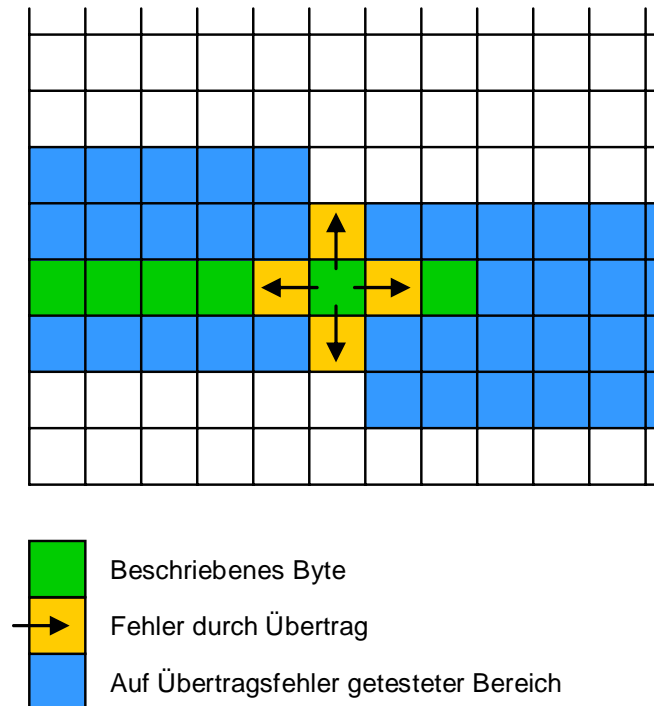 Beschriebenes Byte
Fehler durch Übertrag
Auf Übertragsfehler getesteter Bereich